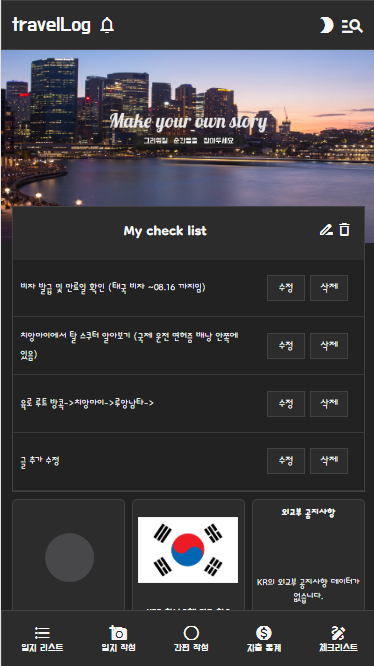 travelLog
Make your own story
그리워질 순간들을 잡아두세요
My check list
비자 발급 및 만료일 확인 (태국 비자 ~08.16 까지임)
수정
삭제
치앙마이에서 탈 스쿠터 알아보기 (국제 운전 면허증 배낭 안쪽에
있음)
수정
삭제
육로 루트 방콕->치앙마이->루앙남타->
수정
삭제
글 추가 수정
수정
삭제
외교부 공지사항
KR의 외교부 공지사항 데이터가
없습니다.
일지 리스트
일지 작성
간편 작성
지출 통계
체크리스트